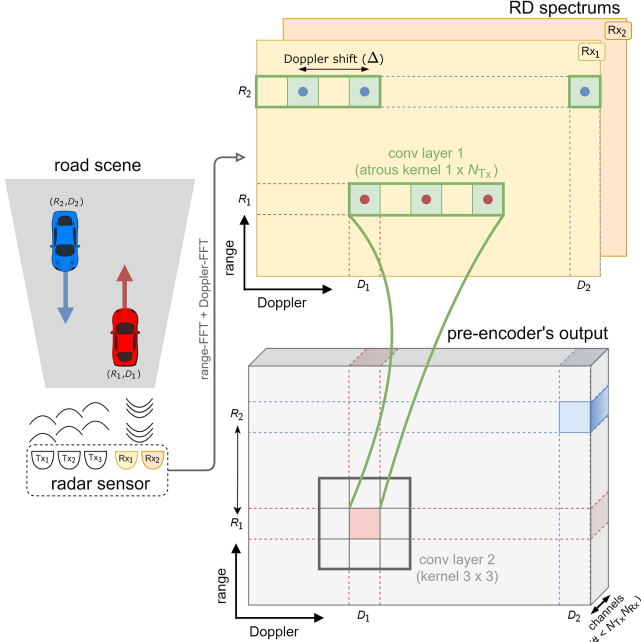 RD spectrums
Rx2
Rx1
Doppler shift (Δ)
R2
conv layer 1
(atrous kernel 1 x NTx)
R1
range
Doppler
D1
D2
road scene
(R2,D2)
(R1,D1)
range-FFT + Doppler-FFT
Tx1
Tx2
Tx3
Rx1
Rx2
radar sensor
pre-encoder's output
R2
R1
conv layer 2
(kernel 3 x 3)
range
Doppler
D1
D2
channels
(# < NTxNRx)